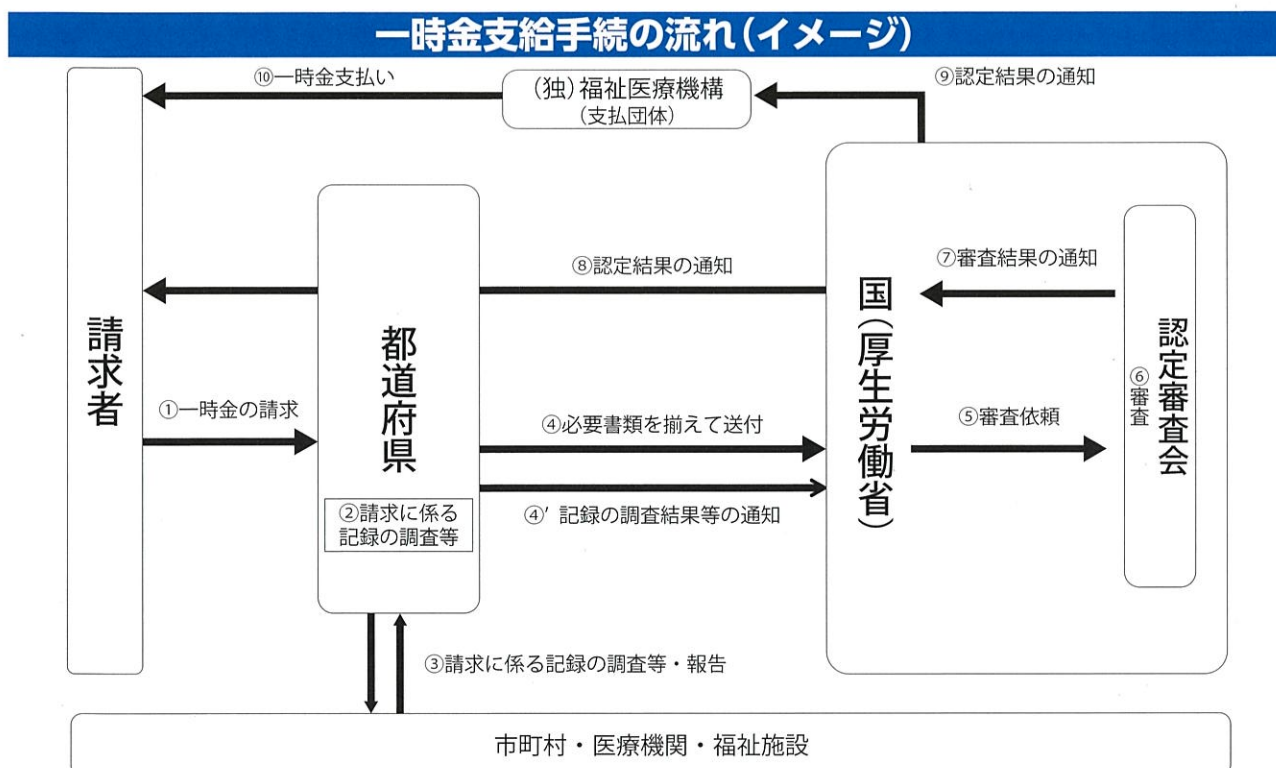 一時金支給手続の流れ(イメージ)
⑩一時金支払い
(独)福祉医療機構
(支払団体)
⑨認定結果の通知
⑧認定結果の通知
⑦審査結果の通知
請求者
都道府県
国(厚生労働省)
認定審査会
⑥審査
①一時金の請求
④必要書類を揃えて送付
⑤審査依頼
②請求に係る
記録の調査等
④′ 記録の調査結果等の通知
③請求に係る記録の調査等・報告
市町村・医療機関・福祉施設